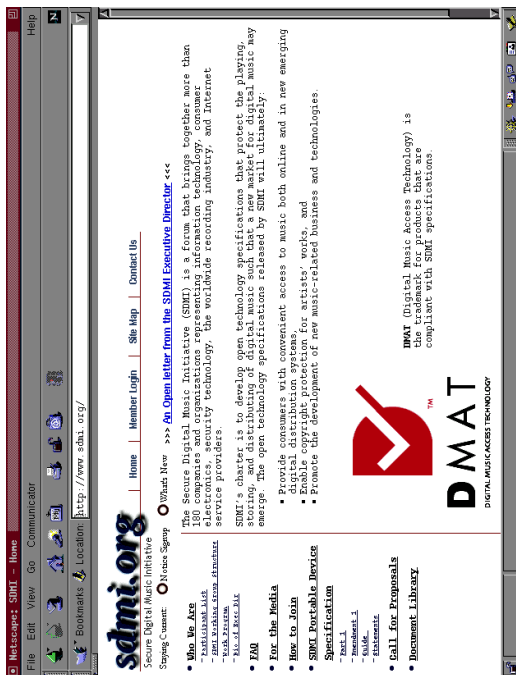 Netscape: SDMI - Home
File Edit View Go Communicator Help
Bookmarks Location: http://www.sdmi.org/
sdmi.org
Secure Digital Music Initiative
Home | Member Login | Site Map | Contact Us
Staying Current: Notice Signup What's New >>> An Open letter from the SDMI Executive Director <<<
• Who We Are
- Participant List
- SDMI Working Group Structure
- Work Program
- Bio of Exec Dir
• FAQ
• For the Media
• How to Join
• SDMI Portable Device
Specification
- Part 1
- Amendment 1
- Guide
Statements
• Call for Proposals
• Document Library
The Secure Digital Music Initiative (SDMI) is a forum that brings together more than
180 companies and organizations representing information technology, consumer
electronics, security technology, the worldwide recording industry, and Internet
service providers.
SDMI's charter is to develop open technology specifications that protect the playing,
storing, and distributing of digital music such that a new market for digital music may
emerge. The open technology specifications released by SDMI will ultimately:
• Provide consumers with convenient access to music both online and in new emerging
digital distribution systems,
• Enable copyright protection for artists' works, and
• Promote the development of new music-related business and technologies.
TM
DMAT
DIGITAL MUSIC ACCESS TECHNOLOGY
DMAT (Digital Music Access Technology) is
the trademark for products that are
compliant with SDMI specifications.